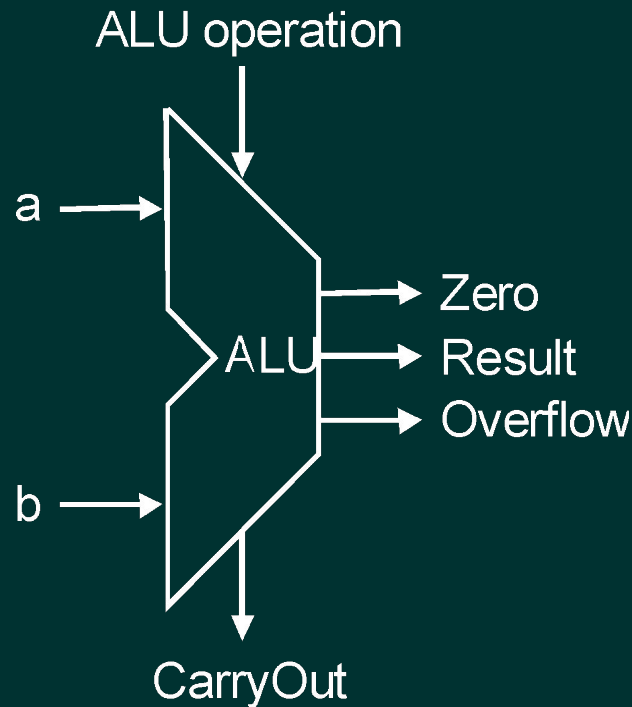 ALU operation
a
Zero
ALU
Result
Overflow
b
CarryOut